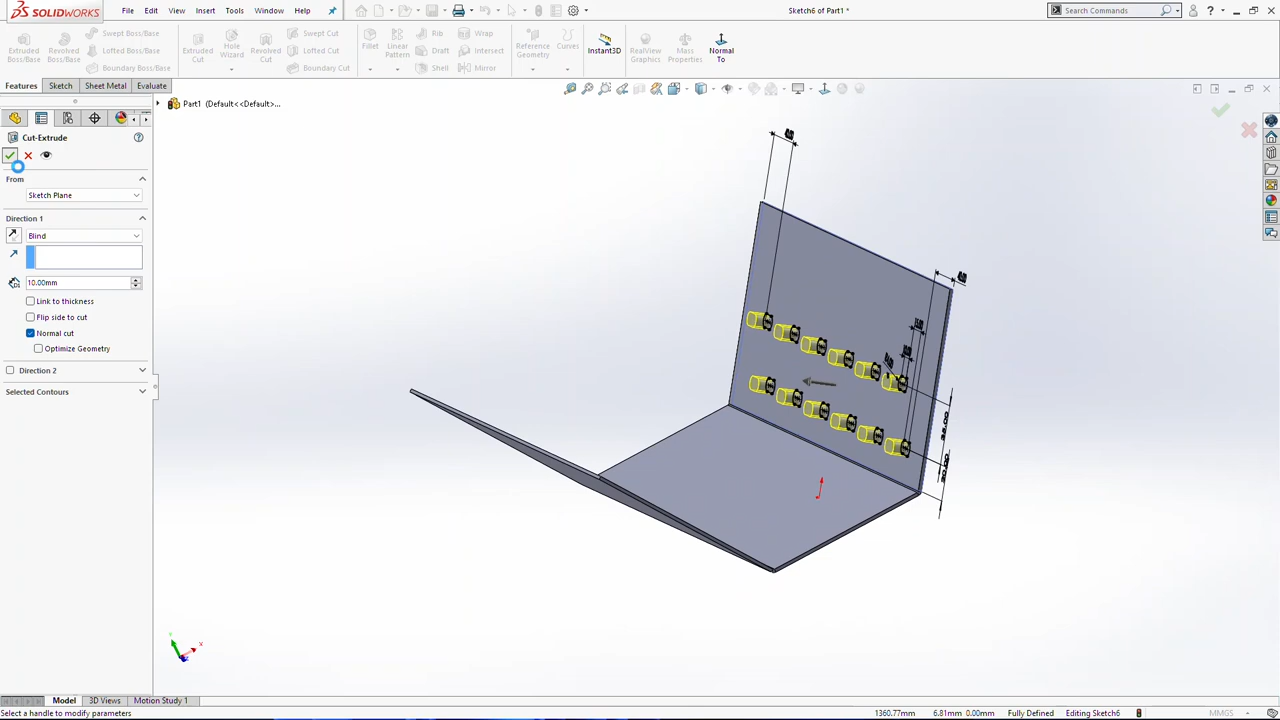 SOLIDWORKS File Edit View Insert Tools Window Help Sketch6 of Part1 * Search Commands
Extruded Boss/Base Revolved Boss/Base Swept Boss/Base Lofted Boss/Base Boundary Boss/Base Extruded Cut Hole Wizard Revolved Cut Swept Cut Lofted Cut Boundary Cut Fillet Linear Pattern Rib Draft Shell Wrap Intersect Mirror Reference Geometry Curves Instant3D RealView Graphics Mass Properties Normal To
Features Sketch Sheet Metal Evaluate
Part1 (Default<<Default>...
Cut-Extrude
From
Sketch Plane
Direction 1
Blind
10.00mm
Link to thickness
Flip side to cut
Normal cut
Optimize Geometry
Direction 2
Selected Contours
Y
X
Model 3D Views Motion Study 1
Select a handle to modify parameters 1360.77mm 6.81mm 0.00mm Fully Defined Editing Sketch6 MMGS